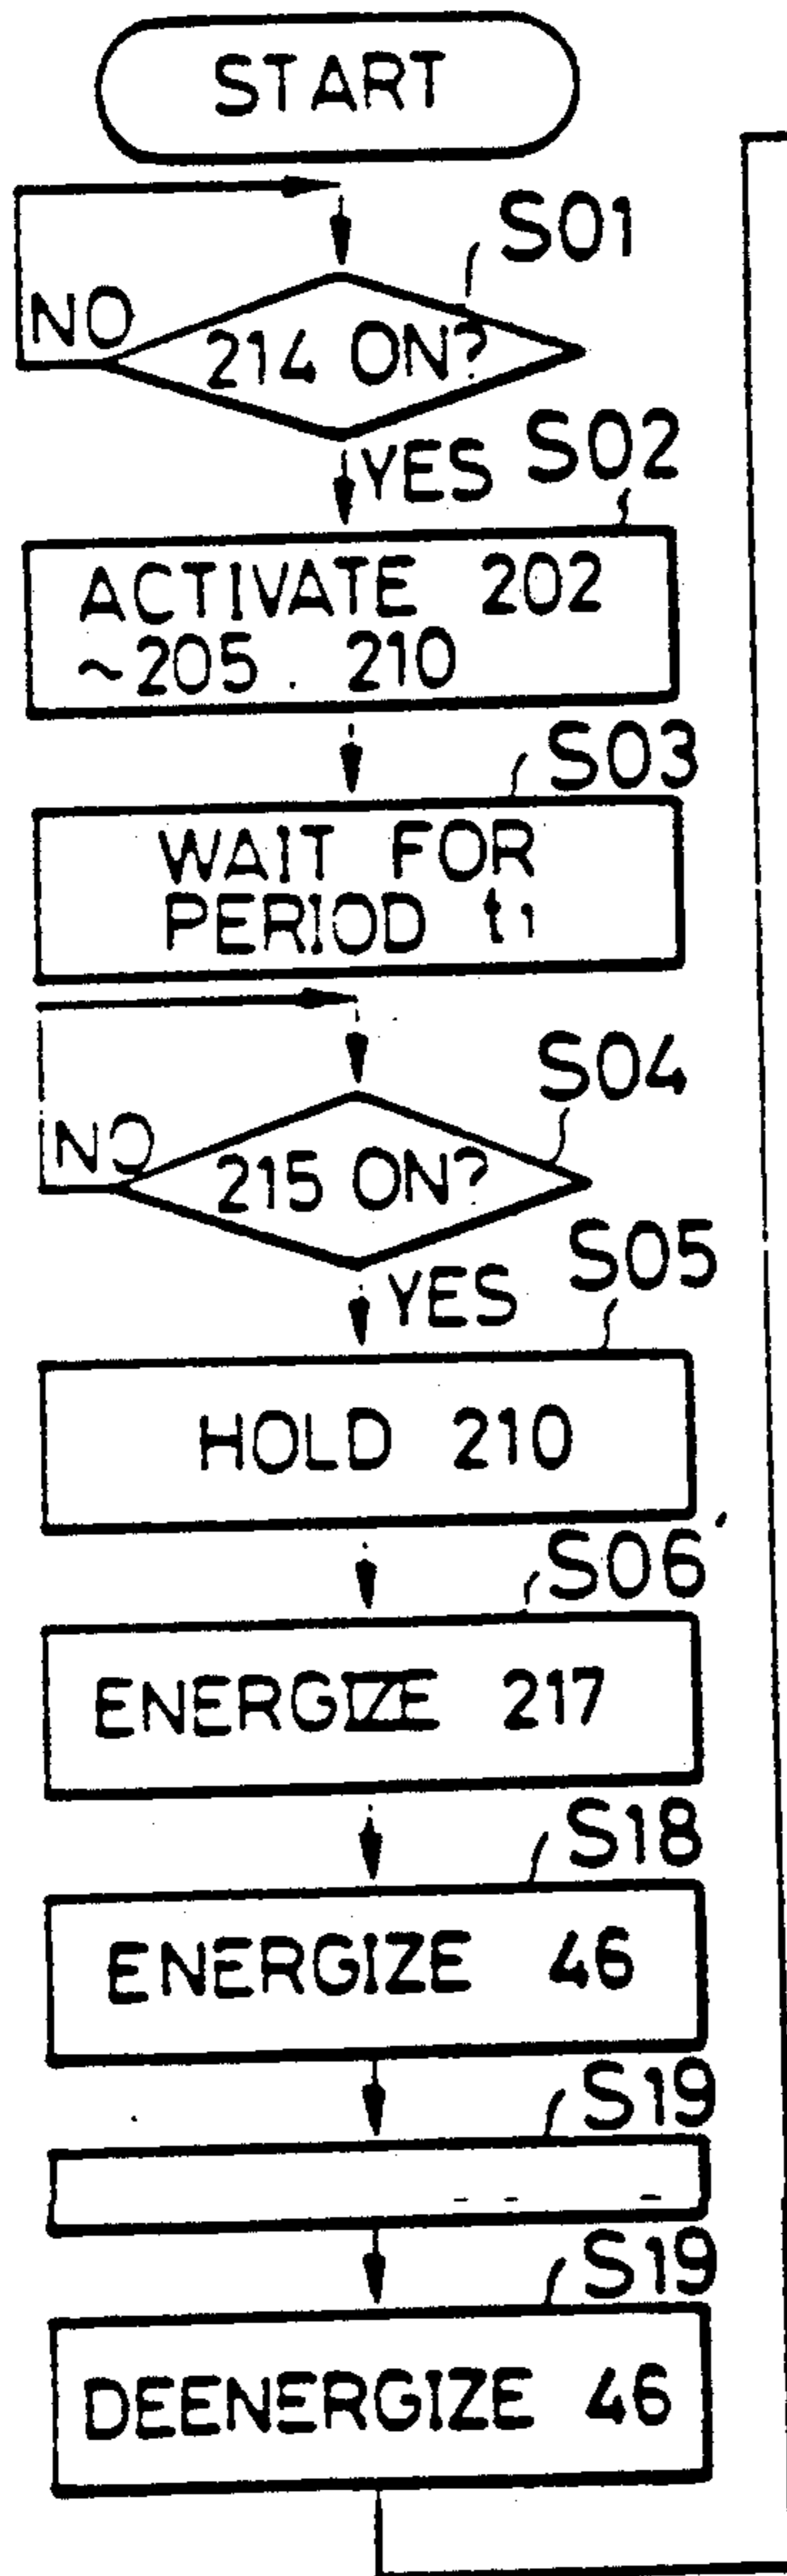 START
S01
NO
214 ON?
YES
S02
ACTIVATE 202
~205. 210
S03
WAIT FOR
PERIOD t1
S04
NO
215 ON?
YES
S05
HOLD 210
S06
ENERGIZE 217
S18
ENERGIZE 46
S19
S19
DEENERGIZE 46